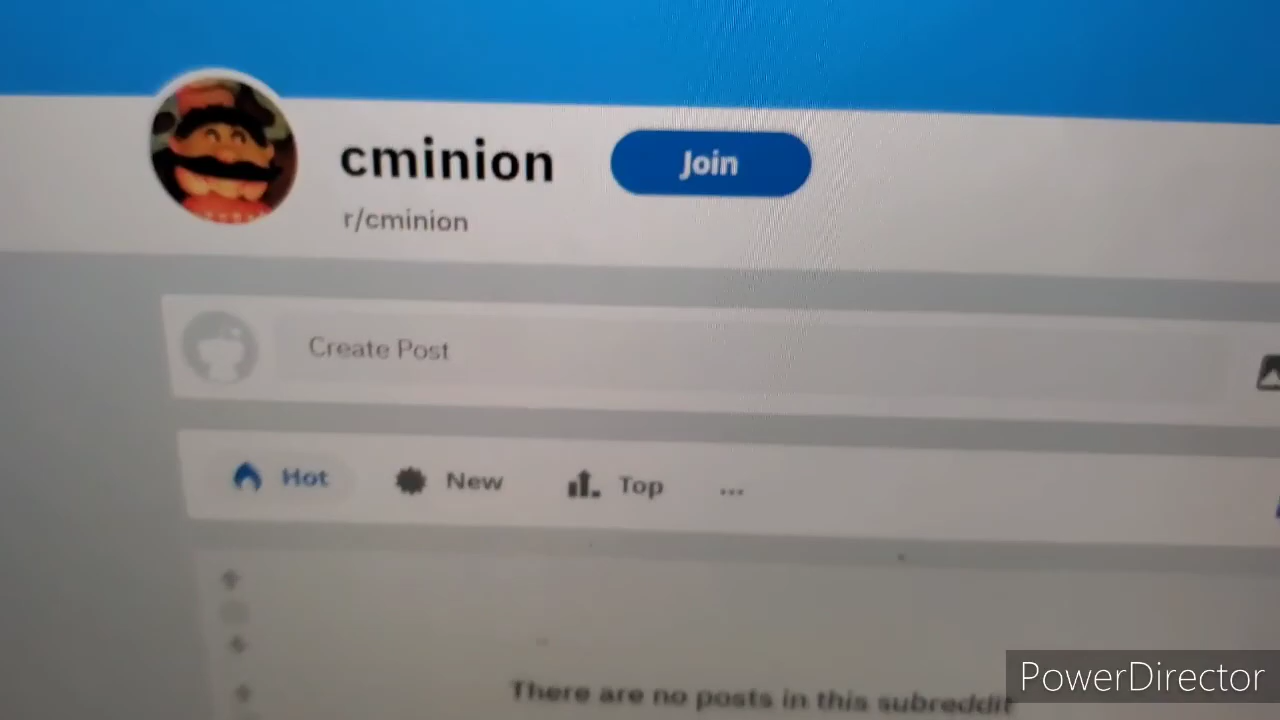 cminion
Join
r/cminion
Create Post
Hot
New
Top
...
There are no posts in this subreddit
PowerDirector